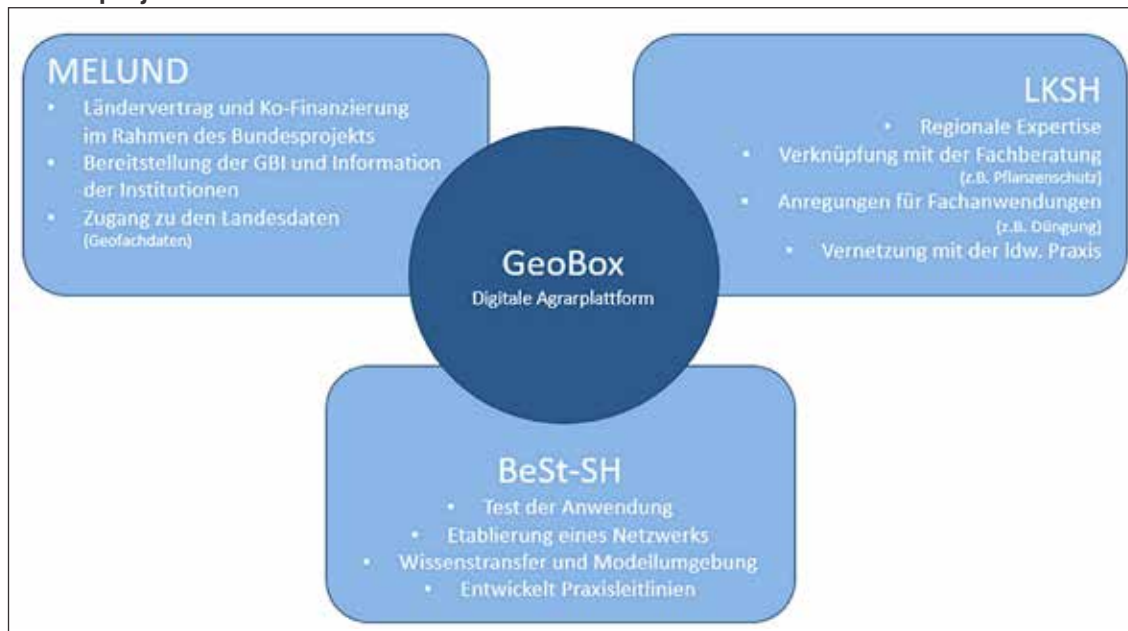 MELUND
• Ländervertrag und Ko-Finanzierung
im Rahmen des Bundesprojekts
• Bereitstellung der GBI und Information
der Institutionen
• Zugang zu den Landesdaten
(Geofachdaten)
LKSH
• Regionale Expertise
• Verknüpfung mit der Fachberatung
(z.B. Pflanzenschutz)
• Anregungen für Fachanwendungen
(z.B. Düngung)
• Vernetzung mit der ldw. Praxis
GeoBox
Digitale Agrarplattform
BeSt-SH
• Test der Anwendung
• Etablierung eines Netzwerks
• Wissenstransfer und Modellumgebung
• Entwickelt Praxisleitlinien